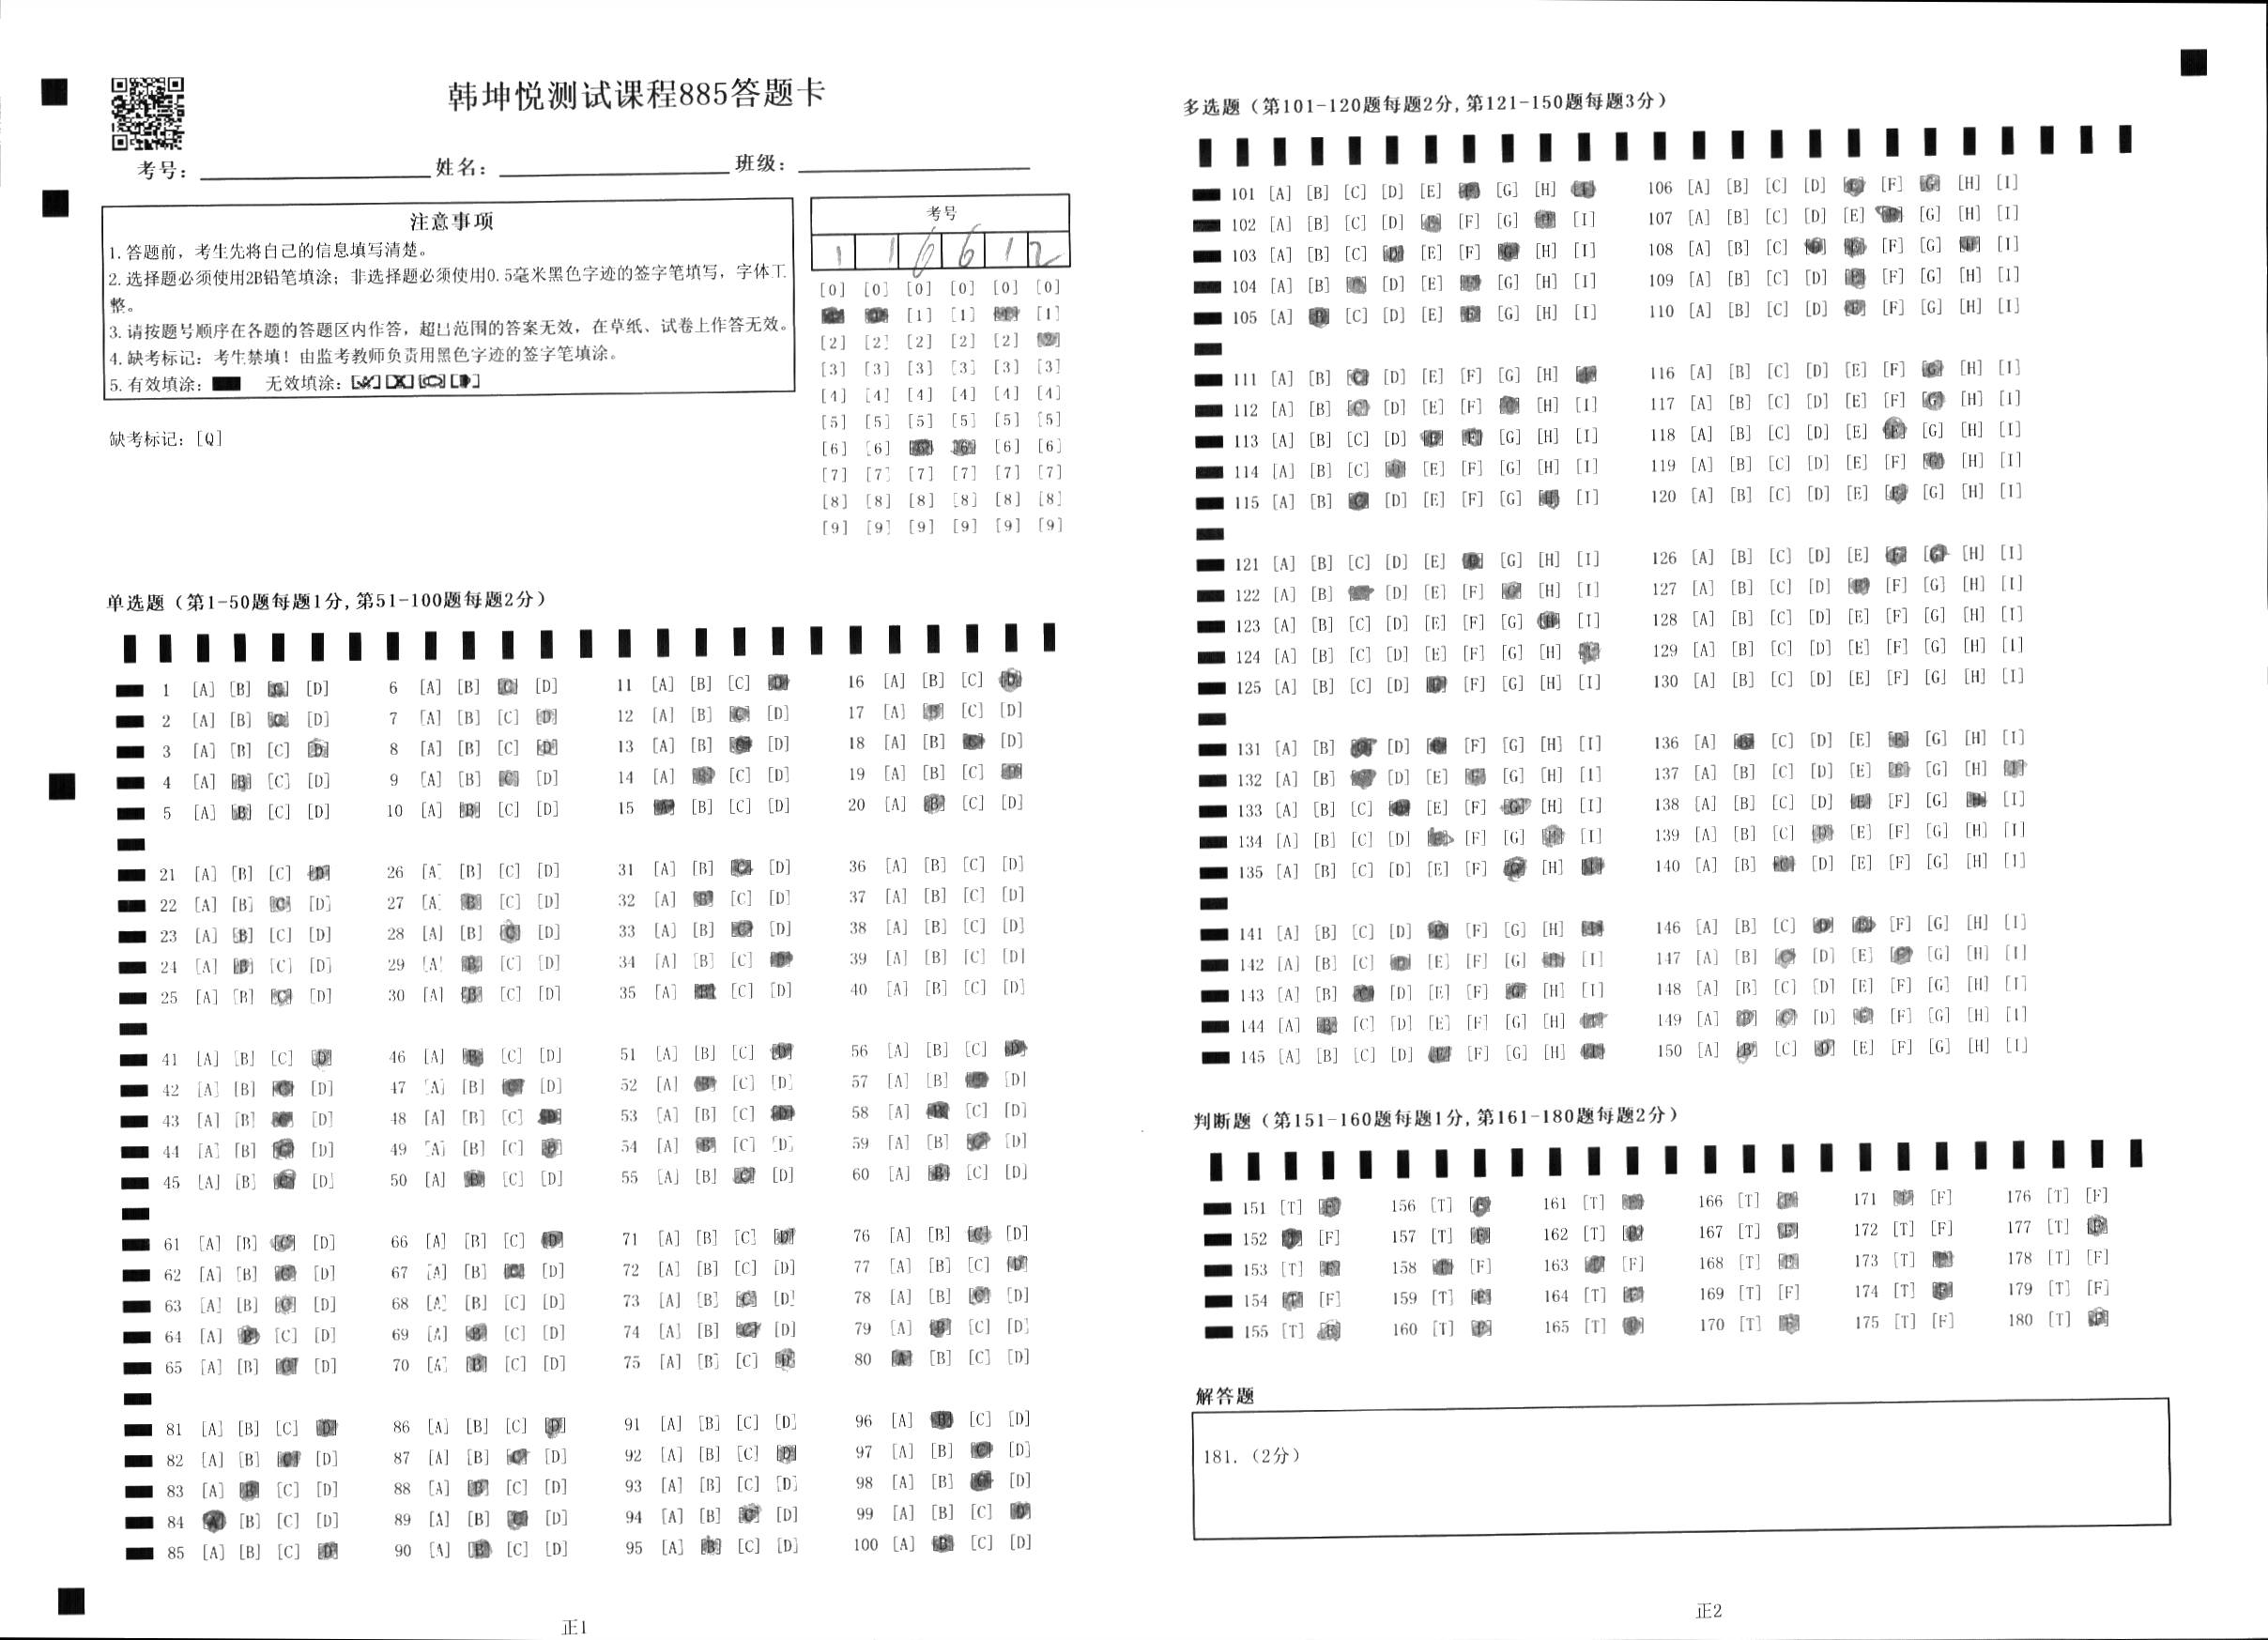 韩坤悦测试课程885答题卡
考号: 姓名: 班级:
注意事项
1.答题前，考生先将自己的信息填写清楚。
2.选择题必须使用2B铅笔填涂；非选择题必须使用0.5毫米黑色字迹的签字笔填写，字体工
整。
3.请按题号顺序在各题的答题区内作答，超出范围的答案无效，在草纸、试卷上作答无效。
4.缺考标记：考生禁填！由监考教师负责用黑色字迹的签字笔填涂。
5.有效填涂： 无效填涂：
缺考标记：[Q]
考号
1 1 6 6 1 2
[0] [0] [0] [0] [0] [0]
[1] [1] [1] [1] [1] [1]
[2] [2] [2] [2] [2] [2]
[3] [3] [3] [3] [3] [3]
[4] [4] [4] [4] [4] [4]
[5] [5] [5] [5] [5] [5]
[6] [6] [6] [6] [6] [6]
[7] [7] [7] [7] [7] [7]
[8] [8] [8] [8] [8] [8]
[9] [9] [9] [9] [9] [9]
单选题（第1-50题每题1分,第51-100题每题2分）
1 [A] [B] [C] [D] 6 [A] [B] [C] [D] 11 [A] [B] [C] [D] 16 [A] [B] [C] [D]
2 [A] [B] [C] [D] 7 [A] [B] [C] [D] 12 [A] [B] [C] [D] 17 [A] [B] [C] [D]
3 [A] [B] [C] [D] 8 [A] [B] [C] [D] 13 [A] [B] [C] [D] 18 [A] [B] [C] [D]
4 [A] [B] [C] [D] 9 [A] [B] [C] [D] 14 [A] [B] [C] [D] 19 [A] [B] [C] [D]
5 [A] [B] [C] [D] 10 [A] [B] [C] [D] 15 [A] [B] [C] [D] 20 [A] [B] [C] [D]
21 [A] [B] [C] [D] 26 [A] [B] [C] [D] 31 [A] [B] [C] [D] 36 [A] [B] [C] [D]
22 [A] [B] [C] [D] 27 [A] [B] [C] [D] 32 [A] [B] [C] [D] 37 [A] [B] [C] [D]
23 [A] [B] [C] [D] 28 [A] [B] [C] [D] 33 [A] [B] [C] [D] 38 [A] [B] [C] [D]
24 [A] [B] [C] [D] 29 [A] [B] [C] [D] 34 [A] [B] [C] [D] 39 [A] [B] [C] [D]
25 [A] [B] [C] [D] 30 [A] [B] [C] [D] 35 [A] [B] [C] [D] 40 [A] [B] [C] [D]
41 [A] [B] [C] [D] 46 [A] [B] [C] [D] 51 [A] [B] [C] [D] 56 [A] [B] [C] [D]
42 [A] [B] [C] [D] 47 [A] [B] [C] [D] 52 [A] [B] [C] [D] 57 [A] [B] [C] [D]
43 [A] [B] [C] [D] 48 [A] [B] [C] [D] 53 [A] [B] [C] [D] 58 [A] [B] [C] [D]
44 [A] [B] [C] [D] 49 [A] [B] [C] [D] 54 [A] [B] [C] [D] 59 [A] [B] [C] [D]
45 [A] [B] [C] [D] 50 [A] [B] [C] [D] 55 [A] [B] [C] [D] 60 [A] [B] [C] [D]
61 [A] [B] [C] [D] 66 [A] [B] [C] [D] 71 [A] [B] [C] [D] 76 [A] [B] [C] [D]
62 [A] [B] [C] [D] 67 [A] [B] [C] [D] 72 [A] [B] [C] [D] 77 [A] [B] [C] [D]
63 [A] [B] [C] [D] 68 [A] [B] [C] [D] 73 [A] [B] [C] [D] 78 [A] [B] [C] [D]
64 [A] [B] [C] [D] 69 [A] [B] [C] [D] 74 [A] [B] [C] [D] 79 [A] [B] [C] [D]
65 [A] [B] [C] [D] 70 [A] [B] [C] [D] 75 [A] [B] [C] [D] 80 [A] [B] [C] [D]
81 [A] [B] [C] [D] 86 [A] [B] [C] [D] 91 [A] [B] [C] [D] 96 [A] [B] [C] [D]
82 [A] [B] [C] [D] 87 [A] [B] [C] [D] 92 [A] [B] [C] [D] 97 [A] [B] [C] [D]
83 [A] [B] [C] [D] 88 [A] [B] [C] [D] 93 [A] [B] [C] [D] 98 [A] [B] [C] [D]
84 [A] [B] [C] [D] 89 [A] [B] [C] [D] 94 [A] [B] [C] [D] 99 [A] [B] [C] [D]
85 [A] [B] [C] [D] 90 [A] [B] [C] [D] 95 [A] [B] [C] [D] 100 [A] [B] [C] [D]
正1
多选题（第101-120题每题2分,第121-150题每题3分）
101 [A] [B] [C] [D] [E] [F] [G] [H] [I] 106 [A] [B] [C] [D] [E] [F] [G] [H] [I]
102 [A] [B] [C] [D] [E] [F] [G] [H] [I] 107 [A] [B] [C] [D] [E] [F] [G] [H] [I]
103 [A] [B] [C] [D] [E] [F] [G] [H] [I] 108 [A] [B] [C] [D] [E] [F] [G] [H] [I]
104 [A] [B] [C] [D] [E] [F] [G] [H] [I] 109 [A] [B] [C] [D] [E] [F] [G] [H] [I]
105 [A] [B] [C] [D] [E] [F] [G] [H] [I] 110 [A] [B] [C] [D] [E] [F] [G] [H] [I]
111 [A] [B] [C] [D] [E] [F] [G] [H] [I] 116 [A] [B] [C] [D] [E] [F] [G] [H] [I]
112 [A] [B] [C] [D] [E] [F] [G] [H] [I] 117 [A] [B] [C] [D] [E] [F] [G] [H] [I]
113 [A] [B] [C] [D] [E] [F] [G] [H] [I] 118 [A] [B] [C] [D] [E] [F] [G] [H] [I]
114 [A] [B] [C] [D] [E] [F] [G] [H] [I] 119 [A] [B] [C] [D] [E] [F] [G] [H] [I]
115 [A] [B] [C] [D] [E] [F] [G] [H] [I] 120 [A] [B] [C] [D] [E] [F] [G] [H] [I]
121 [A] [B] [C] [D] [E] [F] [G] [H] [I] 126 [A] [B] [C] [D] [E] [F] [G] [H] [I]
122 [A] [B] [C] [D] [E] [F] [G] [H] [I] 127 [A] [B] [C] [D] [E] [F] [G] [H] [I]
123 [A] [B] [C] [D] [E] [F] [G] [H] [I] 128 [A] [B] [C] [D] [E] [F] [G] [H] [I]
124 [A] [B] [C] [D] [E] [F] [G] [H] [I] 129 [A] [B] [C] [D] [E] [F] [G] [H] [I]
125 [A] [B] [C] [D] [E] [F] [G] [H] [I] 130 [A] [B] [C] [D] [E] [F] [G] [H] [I]
131 [A] [B] [C] [D] [E] [F] [G] [H] [I] 136 [A] [B] [C] [D] [E] [F] [G] [H] [I]
132 [A] [B] [C] [D] [E] [F] [G] [H] [I] 137 [A] [B] [C] [D] [E] [F] [G] [H] [I]
133 [A] [B] [C] [D] [E] [F] [G] [H] [I] 138 [A] [B] [C] [D] [E] [F] [G] [H] [I]
134 [A] [B] [C] [D] [E] [F] [G] [H] [I] 139 [A] [B] [C] [D] [E] [F] [G] [H] [I]
135 [A] [B] [C] [D] [E] [F] [G] [H] [I] 140 [A] [B] [C] [D] [E] [F] [G] [H] [I]
141 [A] [B] [C] [D] [E] [F] [G] [H] [I] 146 [A] [B] [C] [D] [E] [F] [G] [H] [I]
142 [A] [B] [C] [D] [E] [F] [G] [H] [I] 147 [A] [B] [C] [D] [E] [F] [G] [H] [I]
143 [A] [B] [C] [D] [E] [F] [G] [H] [I] 148 [A] [B] [C] [D] [E] [F] [G] [H] [I]
144 [A] [B] [C] [D] [E] [F] [G] [H] [I] 149 [A] [B] [C] [D] [E] [F] [G] [H] [I]
145 [A] [B] [C] [D] [E] [F] [G] [H] [I] 150 [A] [B] [C] [D] [E] [F] [G] [H] [I]
判断题（第151-160题每题1分,第161-180题每题2分）
151 [T] [F] 156 [T] [F] 161 [T] [F] 166 [T] [F] 171 [T] [F] 176 [T] [F]
152 [T] [F] 157 [T] [F] 162 [T] [F] 167 [T] [F] 172 [T] [F] 177 [T] [F]
153 [T] [F] 158 [T] [F] 163 [T] [F] 168 [T] [F] 173 [T] [F] 178 [T] [F]
154 [T] [F] 159 [T] [F] 164 [T] [F] 169 [T] [F] 174 [T] [F] 179 [T] [F]
155 [T] [F] 160 [T] [F] 165 [T] [F] 170 [T] [F] 175 [T] [F] 180 [T] [F]
解答题
181.（2分）
正2